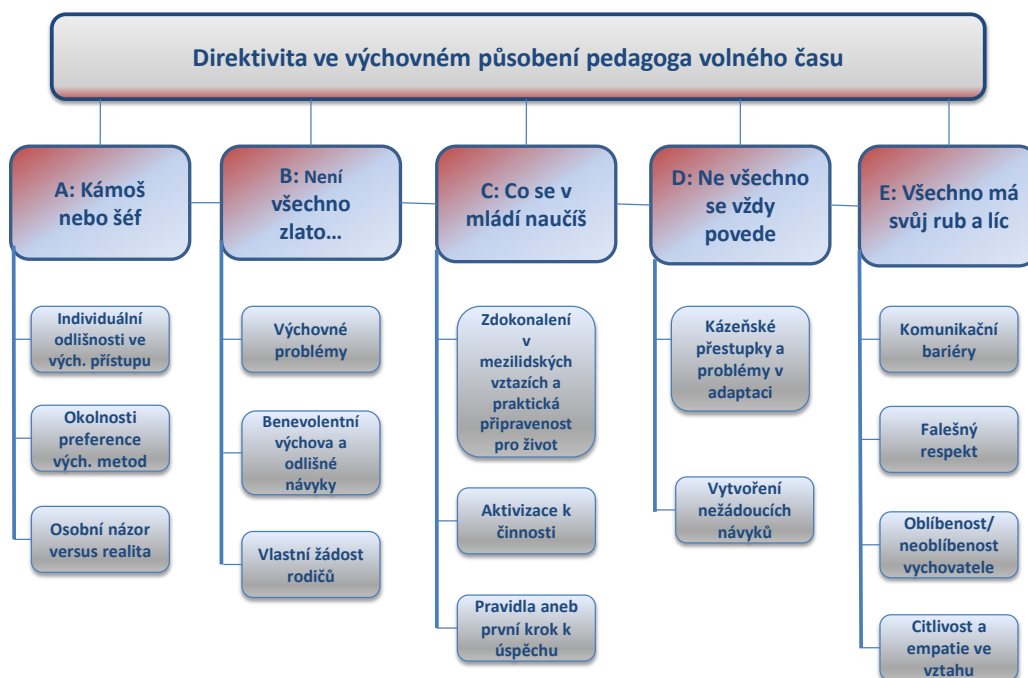 Direktivita ve výchovném působení pedagoga volného času
A: Kámoš
nebo šéf
Individuální
odlišnosti ve
vých. přístupu
Okolnosti
preference
vých. metod
Osobní názor
versus realita
B: Není
všechno
zlato…
Výchovné
problémy
Benevolentní
výchova a
odlišné
návyky
Vlastní žádost
rodičů
C: Co se v
mládí naučíš
Zdokonalení
v
mezilidských
vztazích a
praktická
připravenost
pro život
Aktivizace k
činnosti
Pravidla aneb
první krok k
úspěchu
D: Ne všechno
se vždy
povede
Kázeňské
přestupky a
problémy v
adaptaci
Vytvoření
nežádoucích
návyků
E: Všechno má
svůj rub a líc
Komunikační
bariéry
Falešný
respekt
Oblíbenost/
neoblíbenost
vychovatele
Citlivost a
empatie ve
vztahu